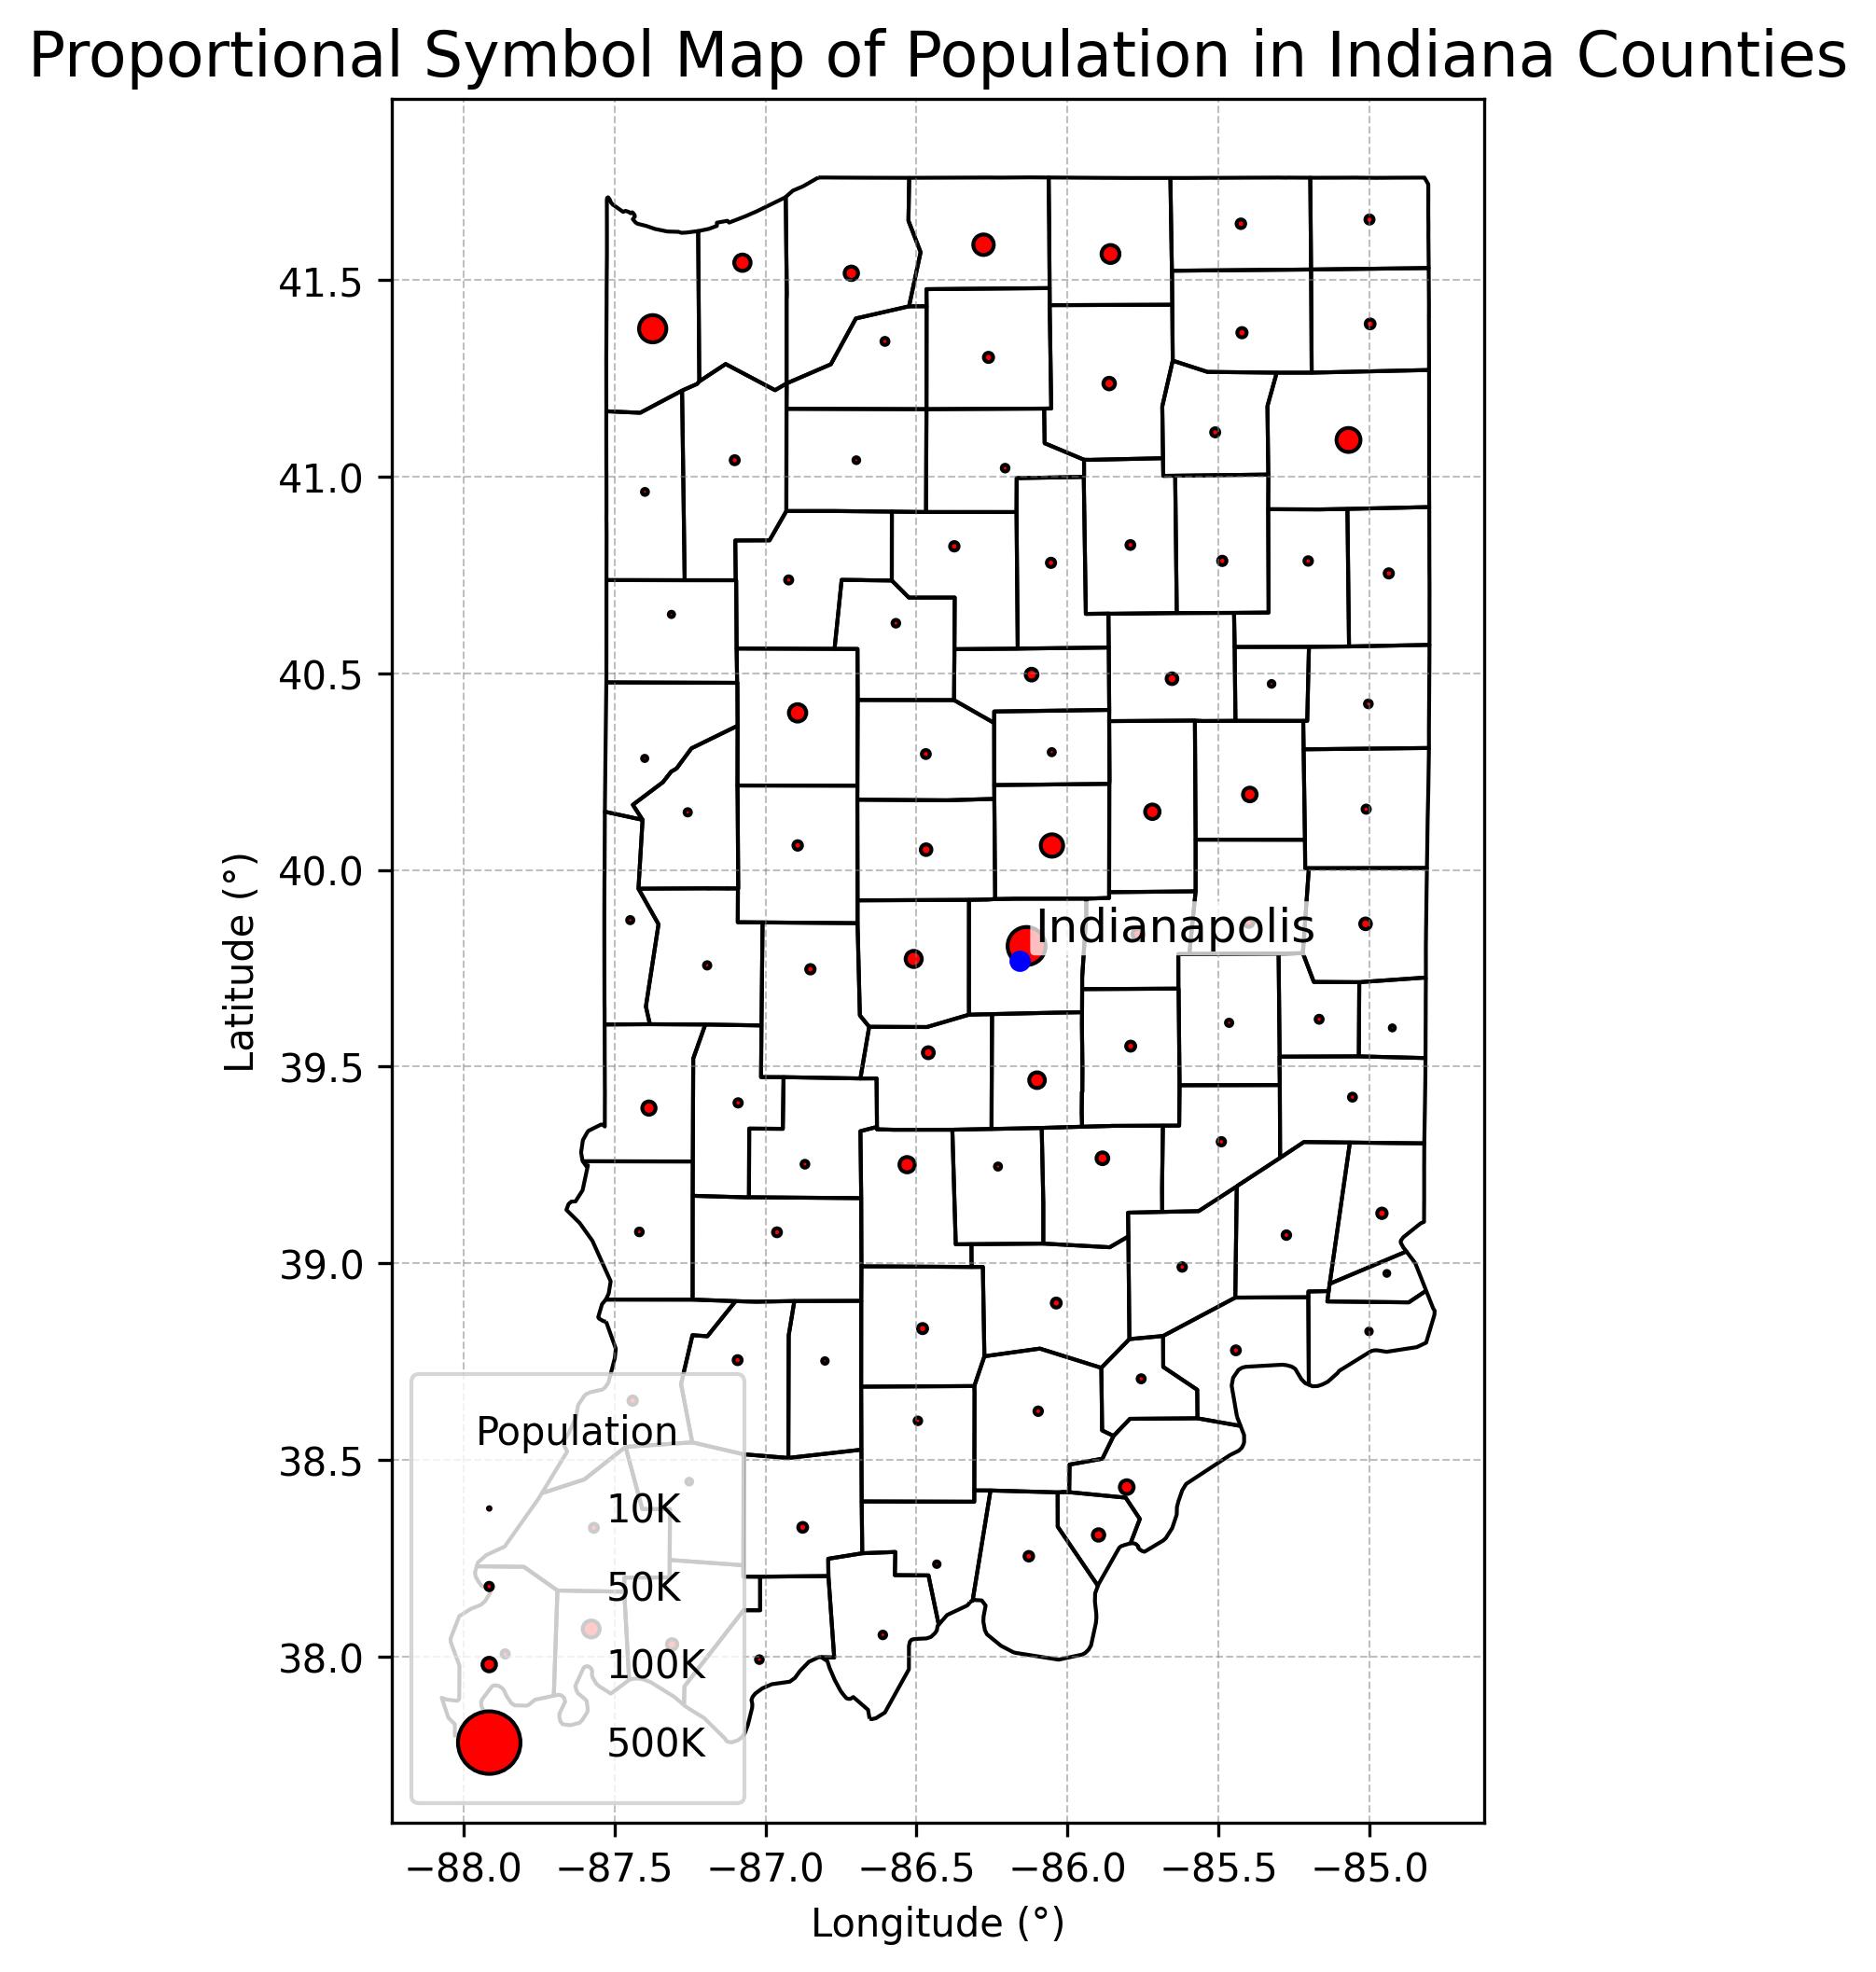 Proportional Symbol Map of Population in Indiana Counties
41.5
41.0
40.5
40.0
39.5
39.0
38.5
38.0
Latitude (°)
Indianapolis
Population
10K
50K
100K
500K
−88.0 −87.5 −87.0 −86.5 −86.0 −85.5 −85.0
Longitude (°)